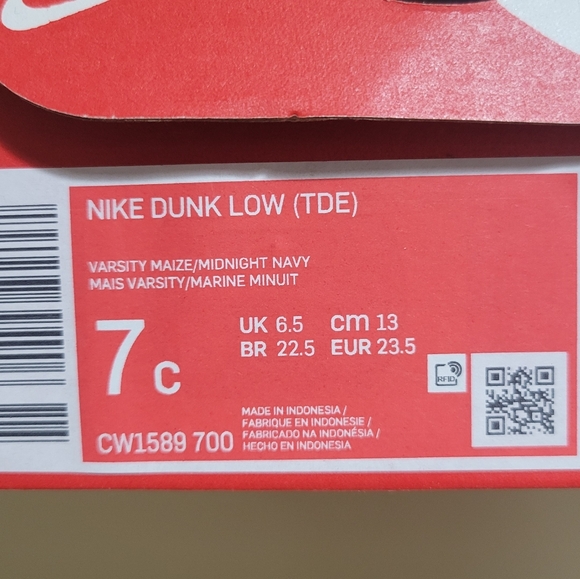 NIKE DUNK LOW (TDE)
VARSITY MAIZE/MIDNIGHT NAVY
MAIS VARSITY/MARINE MINUIT
7C
UK 6.5 cm 13
BR 22.5 EUR 23.5
RFID
CW1589 700
MADE IN INDONESIA /
FABRIQUE EN INDONESIE /
FABRICADO NA INDONÉSIA /
HECHO EN INDONESIA